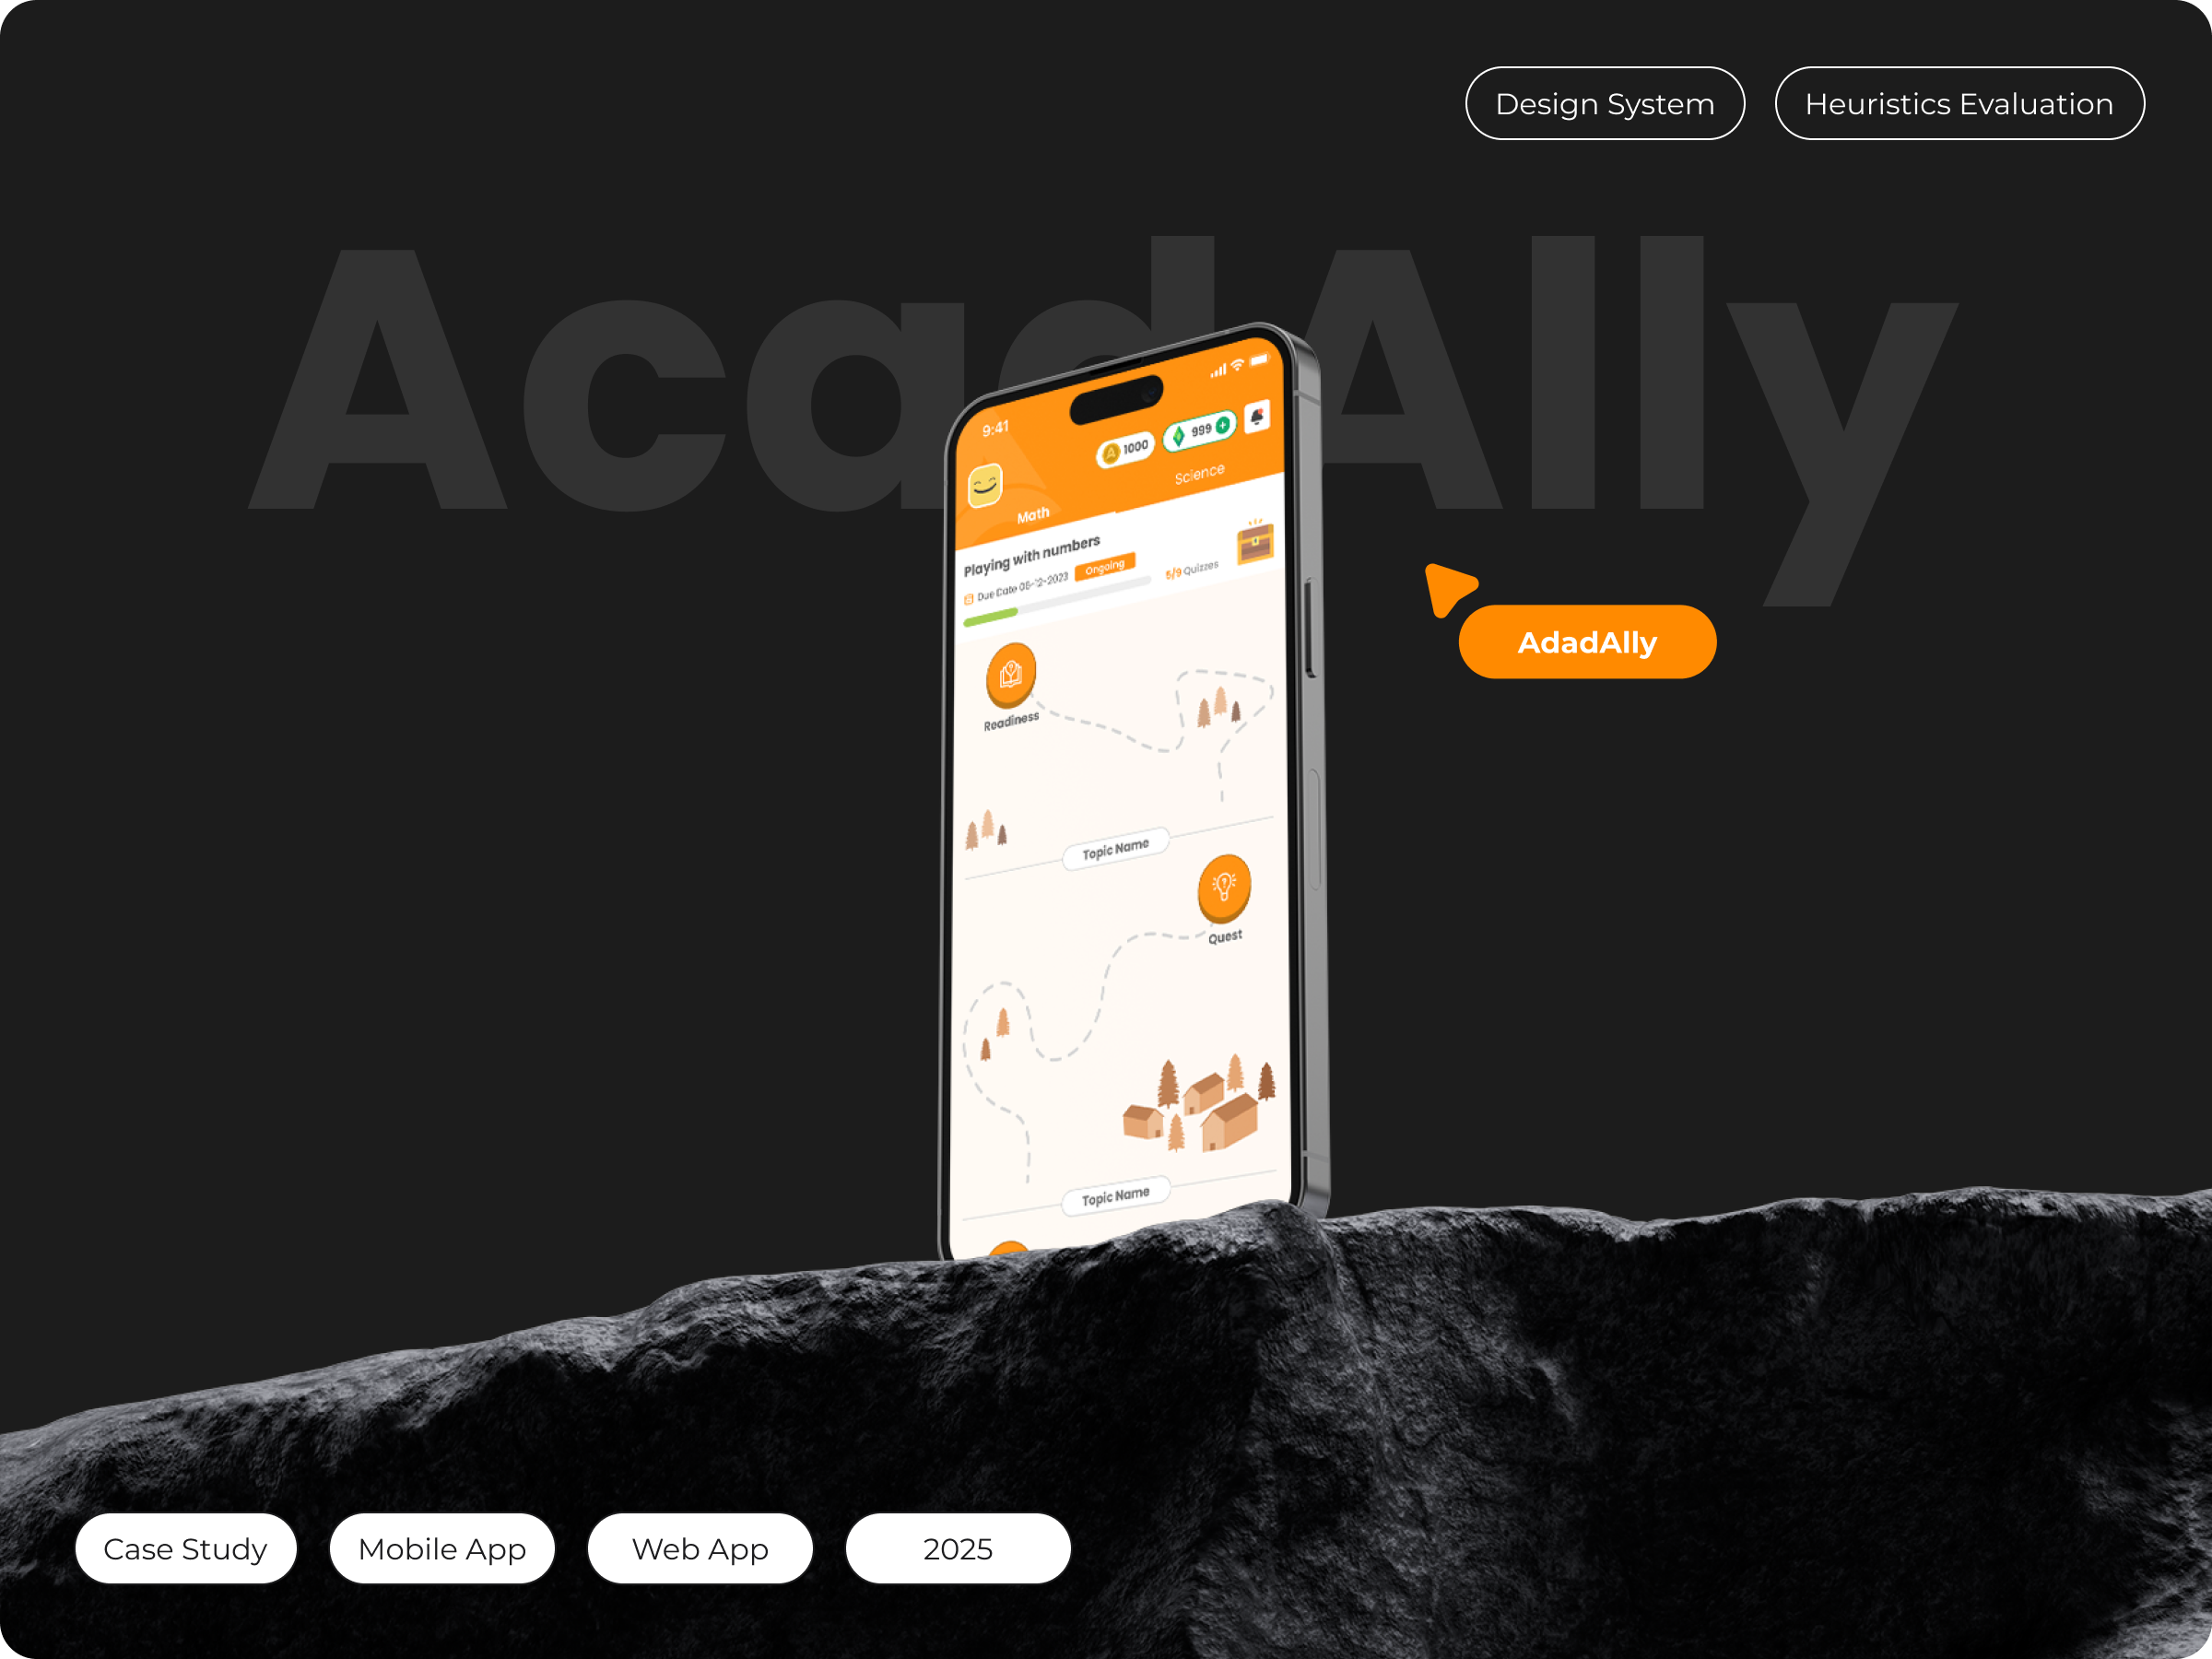 Design System
Heuristics Evaluation
AcadAlly
9:41
1000
999
Math
Science
Playing with numbers
Due Date 08-12-2023
Ongoing
5/9 Quizzes
AdadAlly
Readiness
Topic Name
Quest
Topic Name
Case Study
Mobile App
Web App
2025